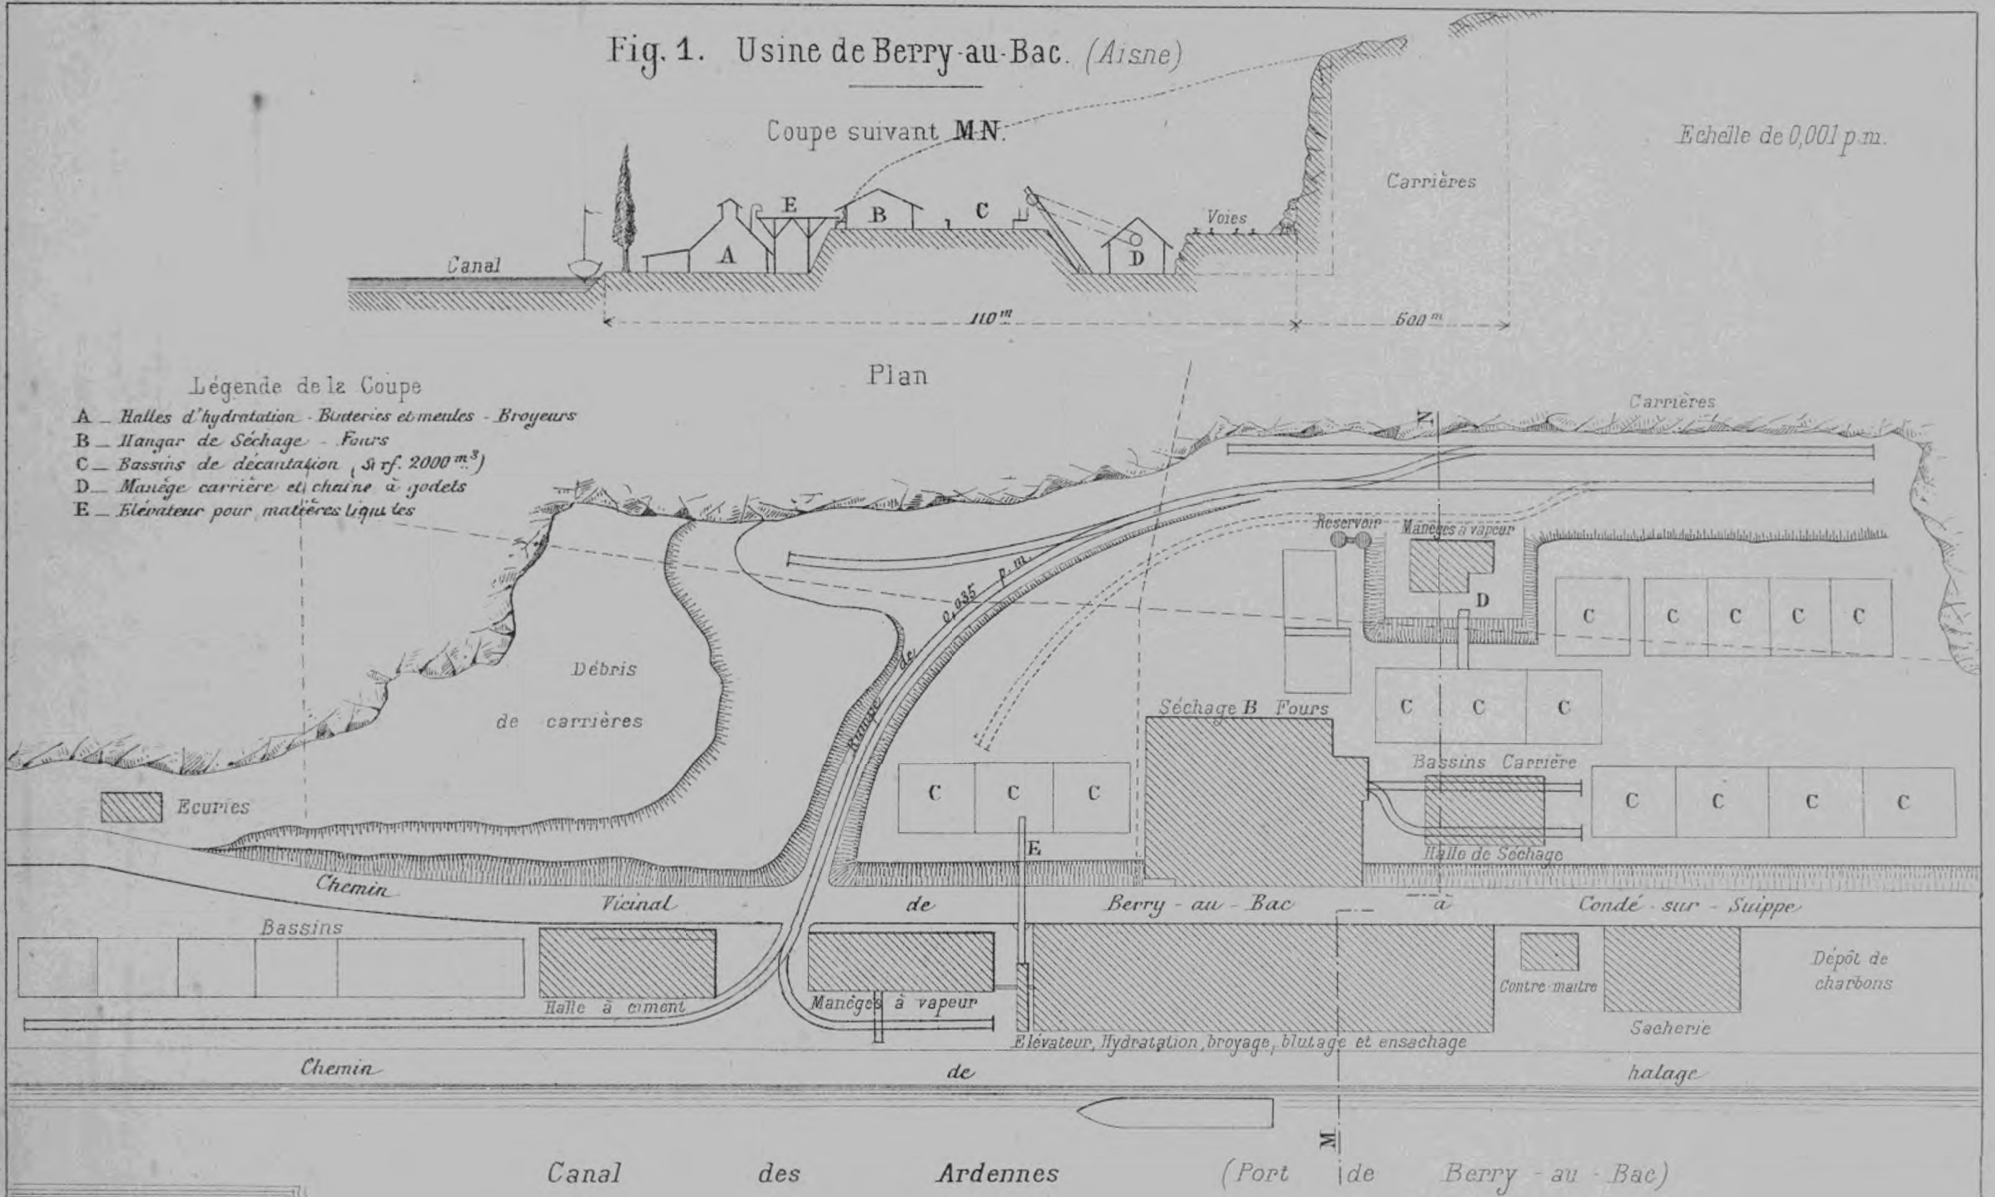 Fig. 1. Usine de Berry-au-Bac. (Aisne)
Coupe suivant MN.
Echelle de 0,001 p.m.
Carrières
E
B
C
Voies
A
D
Canal
110 m
600 m
Plan
Légende de la Coupe
A _ Halles d'hydratation - Bluteries et meules - Broyeurs
B _ Hangar de Séchage - Fours
C _ Bassins de décantation (Surf. 2000 m3)
D _ Manège carrière et chaîne à godets
E _ Elévateur pour matières
Carrières
N
Réservoir
Manèges à vapeur
D
C C C C C
Rampe de 0,035 p.m.
Débris
de carrières
C C C
Séchage B Fours
Bassins Carrière
C C C
C C C C
Ecuries
E
Halle de Séchage
Chemin Vicinal de Berry - au - Bac à Condé - sur - Suippe
Bassins
Halle à ciment
Manèges à vapeur
Elévateur, Hydratation, broyage, blutage et ensachage
Contre-maître
Sacherie
Dépôt de
charbons
Chemin de halage
M
Canal des Ardennes (Port de Berry - au - Bac)